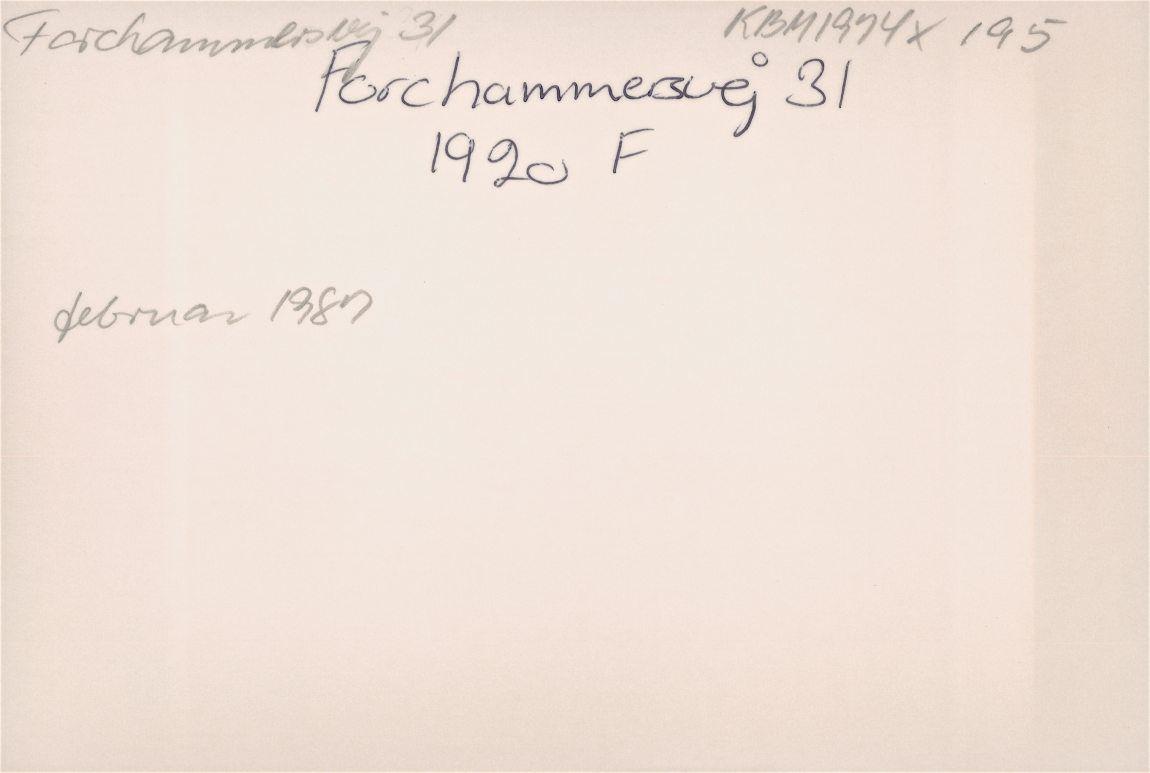 Forchammersvej 31
KBM1974X 195
Forchammersvej 31
1920 F
februar 1987